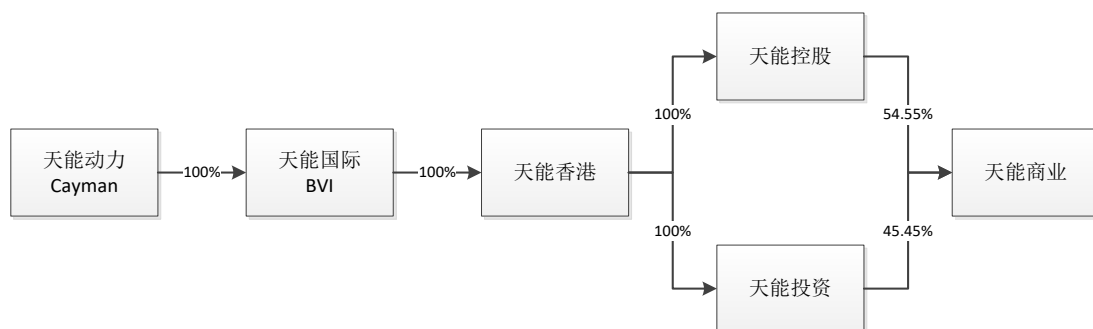 天能控股
100%
54.55%
天能动力
Cayman
100%
天能国际
BVI
100%
天能香港
天能商业
100%
45.45%
天能投资